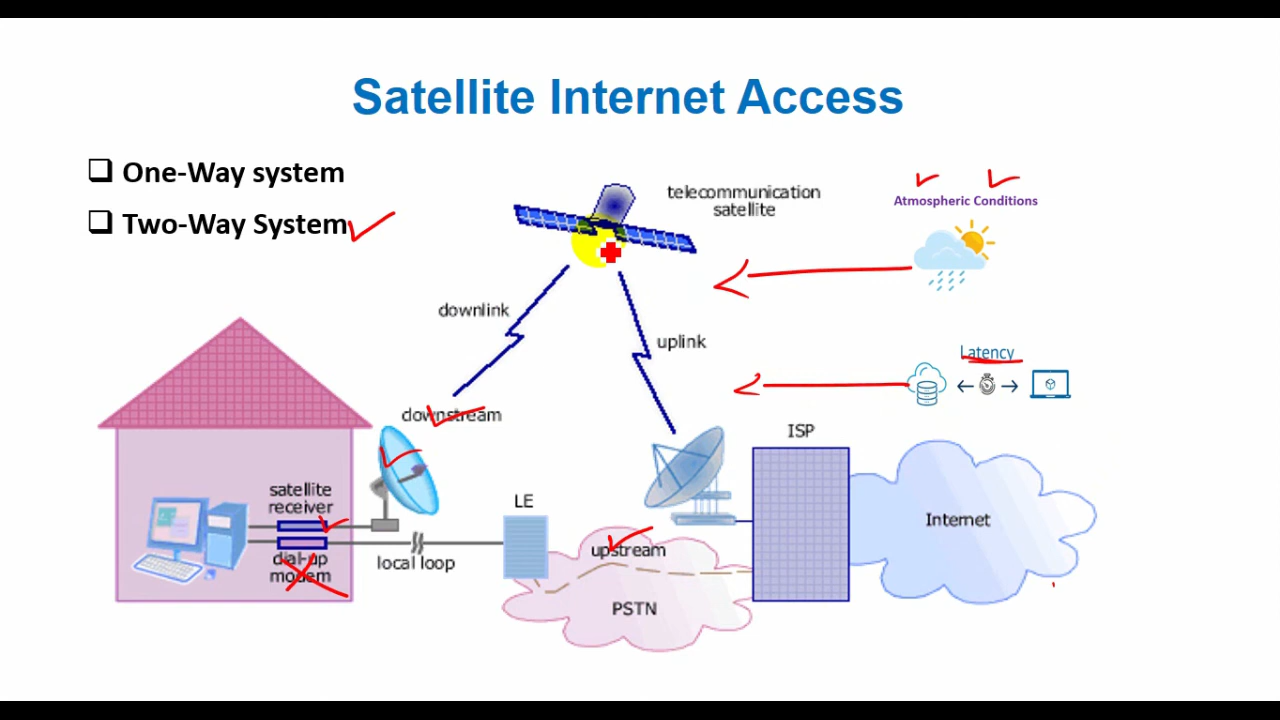 Satellite Internet Access
One-Way system
Two-Way System
telecommunication
satellite
Atmospheric Conditions
downlink
uplink
Latency
downstream
ISP
satellite
receiver
LE
Internet
dial-up
modem
local loop
upstream
PSTN